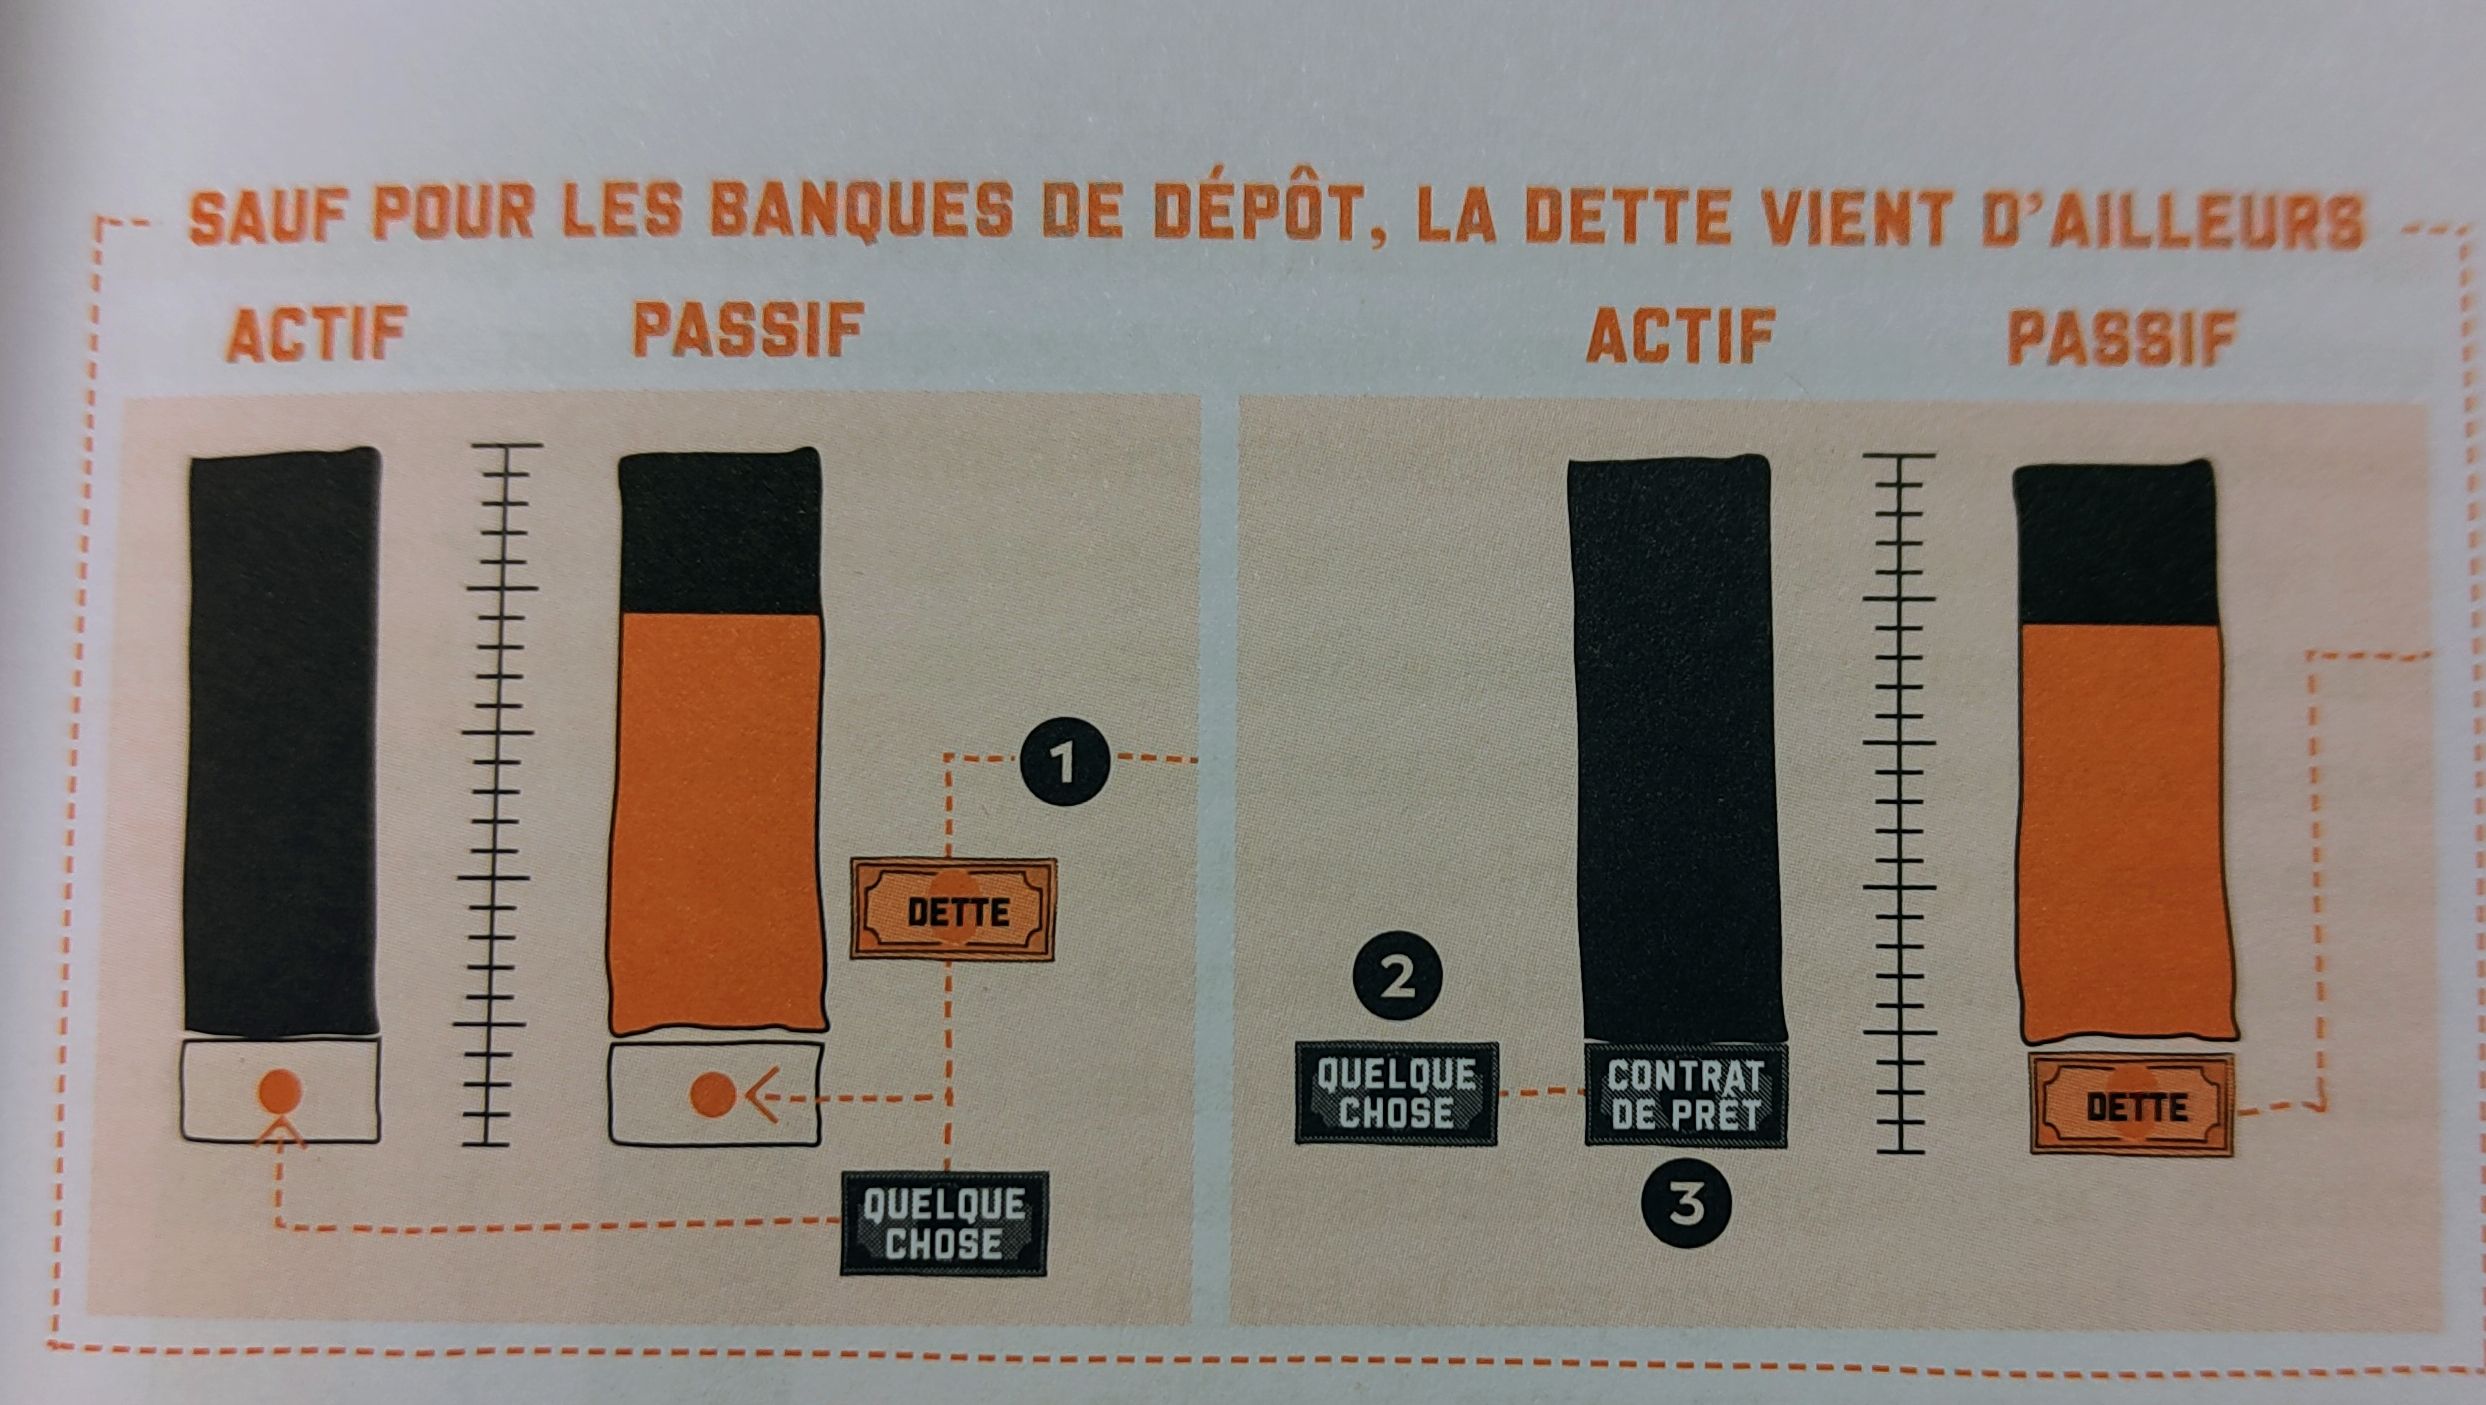 SAUF POUR LES BANQUES DE DÉPÔT, LA DETTE VIENT D'AILLEURS
ACTIF
PASSIF
1
DETTE
QUELQUE
CHOSE
ACTIF
PASSIF
2
QUELQUE
CHOSE
CONTRAT
DE PRÊT
3
DETTE